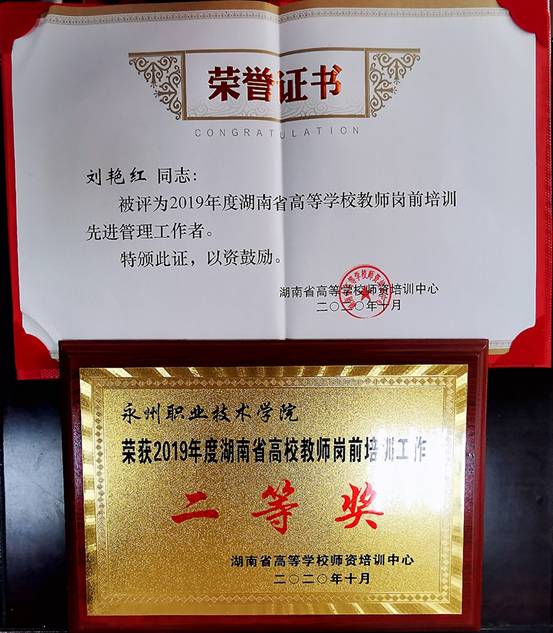 荣誉证书
CONGRATULATION
刘艳红 同志:
被评为2019年度湖南省高等学校教师岗前培训
先进管理工作者。
特颁此证，以资鼓励。
湖南省高等学校师资培训中心
二〇二〇年十月
永州职业技术学院
荣获2019年度湖南省高校教师岗前培训工作
二等奖
湖南省高等学校师资培训中心
二〇二〇年十月